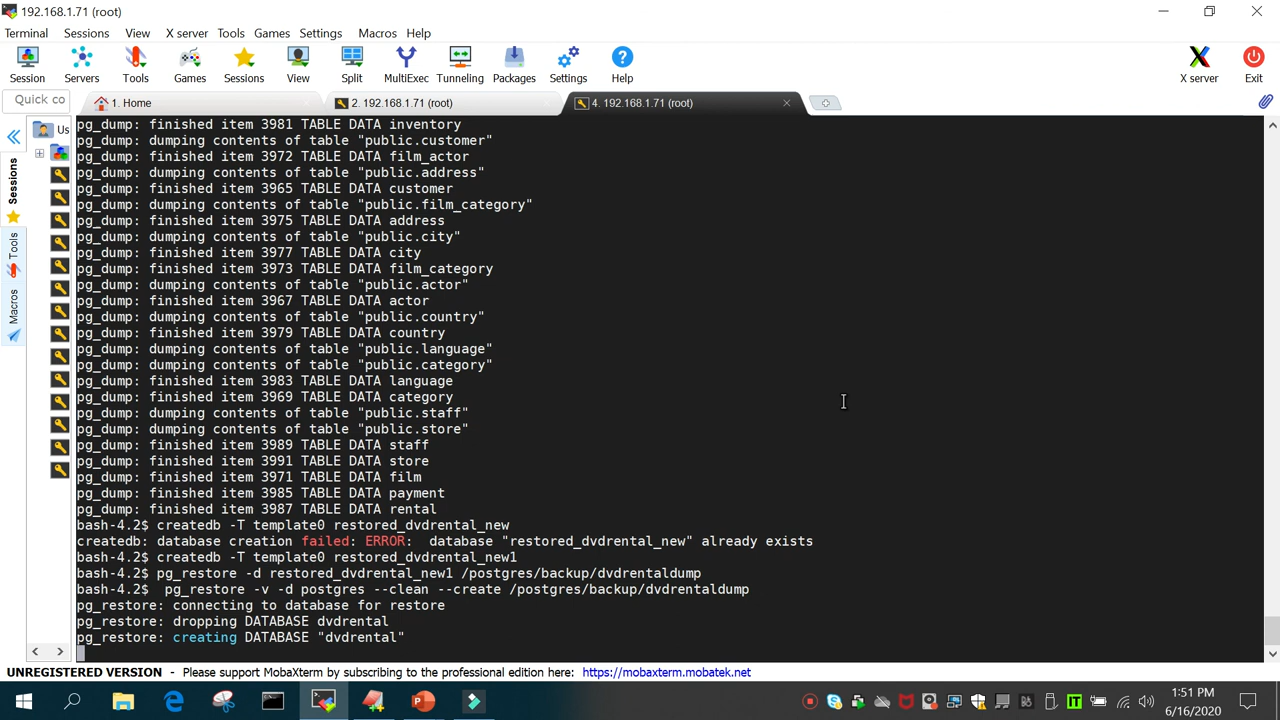 192.168.1.71 (root)
Terminal Sessions View X server Tools Games Settings Macros Help
Session Servers Tools Games Sessions View Split MultiExec Tunneling Packages Settings Help X server Exit
Quick co 1. Home 2. 192.168.1.71 (root) 4. 192.168.1.71 (root)
Us
Sessions
Tools
Macros
pg_dump: finished item 3981 TABLE DATA inventory
pg_dump: dumping contents of table "public.customer"
pg_dump: finished item 3972 TABLE DATA film_actor
pg_dump: dumping contents of table "public.address"
pg_dump: finished item 3965 TABLE DATA customer
pg_dump: dumping contents of table "public.film_category"
pg_dump: finished item 3975 TABLE DATA address
pg_dump: dumping contents of table "public.city"
pg_dump: finished item 3977 TABLE DATA city
pg_dump: finished item 3973 TABLE DATA film_category
pg_dump: dumping contents of table "public.actor"
pg_dump: finished item 3967 TABLE DATA actor
pg_dump: dumping contents of table "public.country"
pg_dump: finished item 3979 TABLE DATA country
pg_dump: dumping contents of table "public.language"
pg_dump: dumping contents of table "public.category"
pg_dump: finished item 3983 TABLE DATA language
pg_dump: finished item 3969 TABLE DATA category
pg_dump: dumping contents of table "public.staff"
pg_dump: dumping contents of table "public.store"
pg_dump: finished item 3989 TABLE DATA staff
pg_dump: finished item 3991 TABLE DATA store
pg_dump: finished item 3971 TABLE DATA film
pg_dump: finished item 3985 TABLE DATA payment
pg_dump: finished item 3987 TABLE DATA rental
bash-4.2$ createdb -T template0 restored_dvdrental_new
createdb: database creation failed: ERROR:  database "restored_dvdrental_new" already exists
bash-4.2$ createdb -T template0 restored_dvdrental_new1
bash-4.2$ pg_restore -d restored_dvdrental_new1 /postgres/backup/dvdrentaldump
bash-4.2$  pg_restore -v -d postgres --clean --create /postgres/backup/dvdrentaldump
pg_restore: connecting to database for restore
pg_restore: dropping DATABASE dvdrental
pg_restore: creating DATABASE "dvdrental"
UNREGISTERED VERSION - Please support MobaXterm by subscribing to the professional edition here: https://mobaxterm.mobatek.net
1:51 PM
6/16/2020